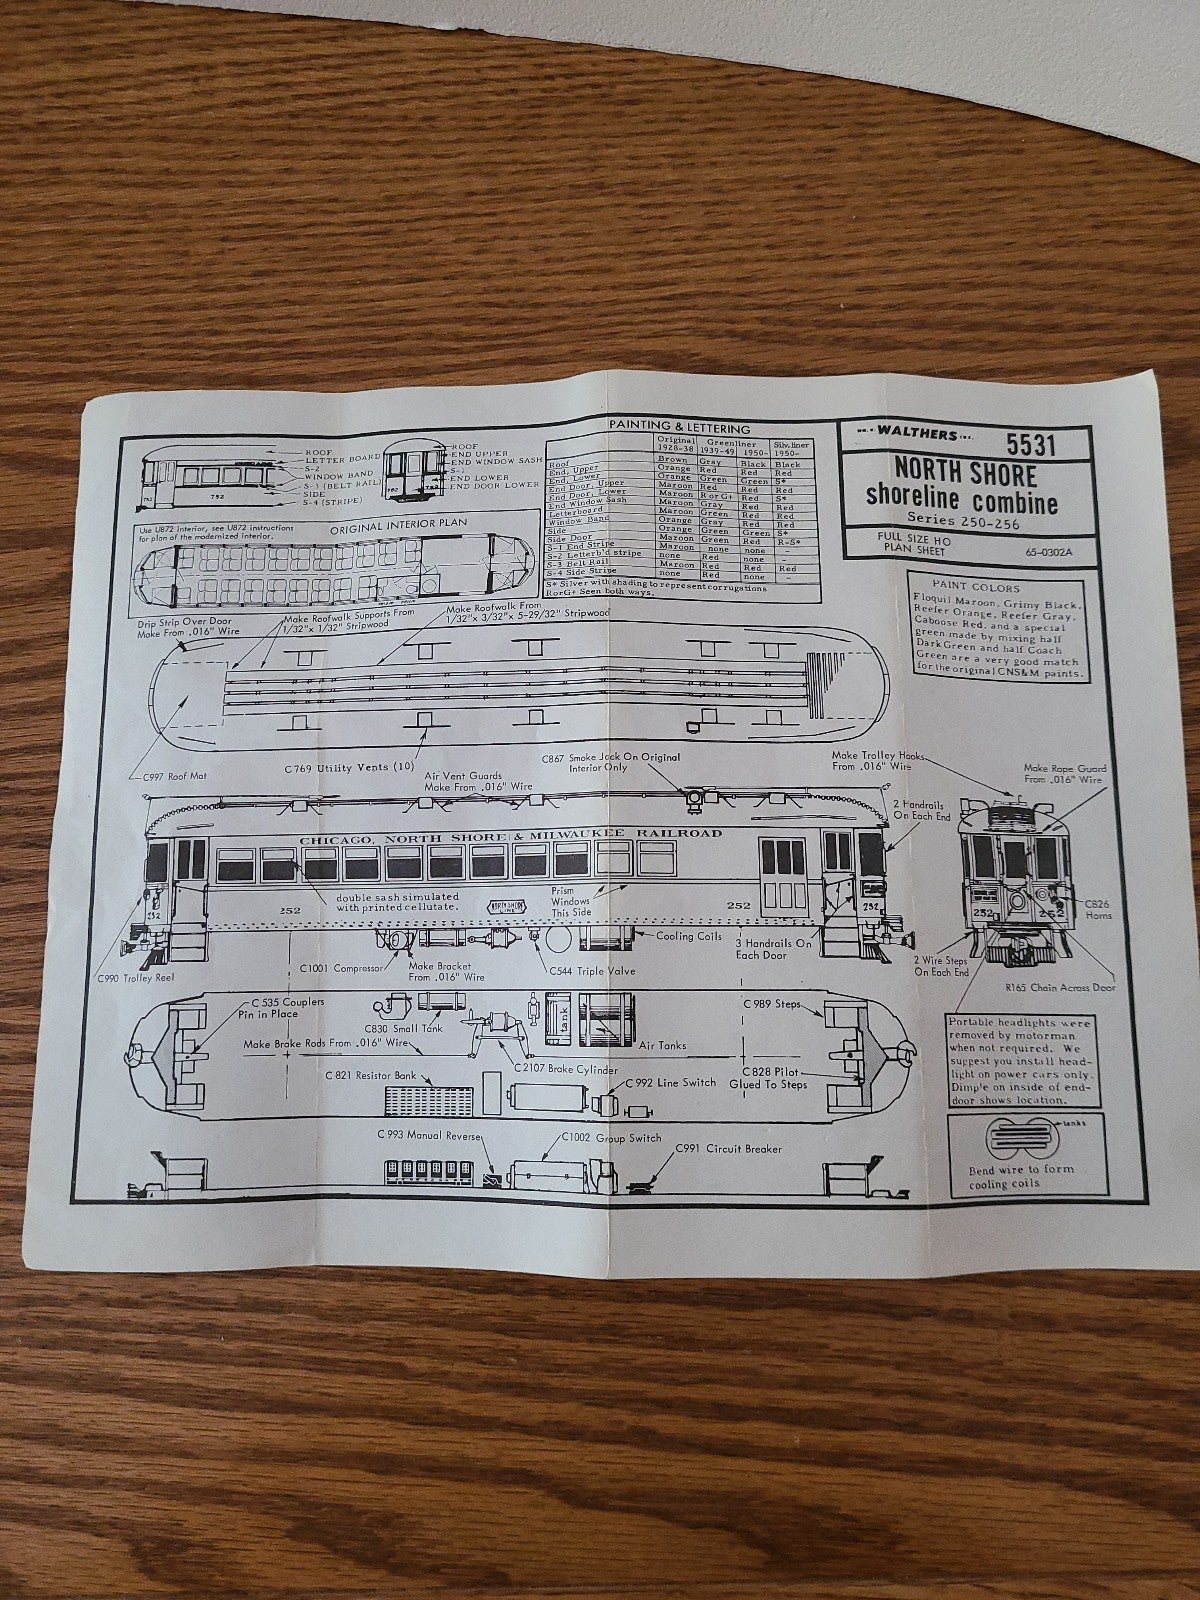 ROOF
LETTER BOARD
S-2
WINDOW BAND
S-3 (BELT RAIL)
SIDE
S-4 (STRIPE)
752
752
ROOF
END UPPER
END WINDOW SASH
S-1
END LOWER
END DOOR LOWER
Use U872 Interior, see U872 instructions
for plan of the modernized interior.
ORIGINAL INTERIOR PLAN
PAINTING & LETTERING
Original Greenliner Silverliner
1928-38 1939-49 1950- 1950-
Roof Brown Gray Black Black
End, Upper Orange Red Red Red
End, Lower Orange Green Green S*
End Door, Upper Maroon Red Red Red
End Door, Lower Maroon RorG+ Red S*
End Window Sash Maroon Gray Red Red
Letterboard Maroon Green Red Red
Window Band Orange Gray Red Red
Side Orange Green Green S*
Side Door Maroon Green Red R-S*
S-1 End Stripe Maroon none none -
S-2 Letterb'd stripe none Red none
S-3 Belt Rail Maroon Red Red Red
S-4 Side Stripe none Red none -
S* Silver with shading to represent corrugations
RorG+ Seen both ways.
WM. K. WALTHERS INC.
5531
NORTH SHORE
shoreline combine
Series 250-256
FULL SIZE HO
PLAN SHEET
65-0302A
PAINT COLORS
Floquil Maroon, Grimy Black,
Reefer Orange, Reefer Gray,
Caboose Red, and a special
green made by mixing half
Dark Green and half Coach
Green are a very good match
for the original CNS&M paints.
Drip Strip Over Door
Make From .016" Wire
Make Roofwalk Supports From
1/32"x 1/32" Stripwood
Make Roofwalk From
1/32"x 3/32"x 5-29/32" Stripwood
C997 Roof Mat
C769 Utility Vents (10)
Air Vent Guards
Make From .016" Wire
C867 Smoke Jack On Original
Interior Only
Make Trolley Hooks
From .016" Wire
Make Rope Guard
From .016" Wire
2 Handrails
On Each End
CHICAGO, NORTH SHORE & MILWAUKEE RAILROAD
double sash simulated
with printed cellutate.
Prism
Windows
This Side
252
252
NORTH SHORE
LINE
252
252
252
252
C826
Horns
C990 Trolley Reel
C1001 Compressor
Make Bracket
From .016" Wire
C544 Triple Valve
Cooling Coils
3 Handrails On
Each Door
2 Wire Steps
On Each End
R165 Chain Across Door
C 535 Couplers
Pin in Place
C830 Small Tank
Make Brake Rods From .016" Wire
tank
Air Tanks
C 989 Steps
C 2107 Brake Cylinder
C 821 Resistor Bank
C 992 Line Switch
C 828 Pilot
Glued To Steps
C 993 Manual Reverse
C1002 Group Switch
C991 Circuit Breaker
Portable headlights were
removed by motorman
when not required. We
suggest you install head-
light on power cars only.
Dimple on inside of end-
door shows location.
tanks
Bend wire to form
cooling coils